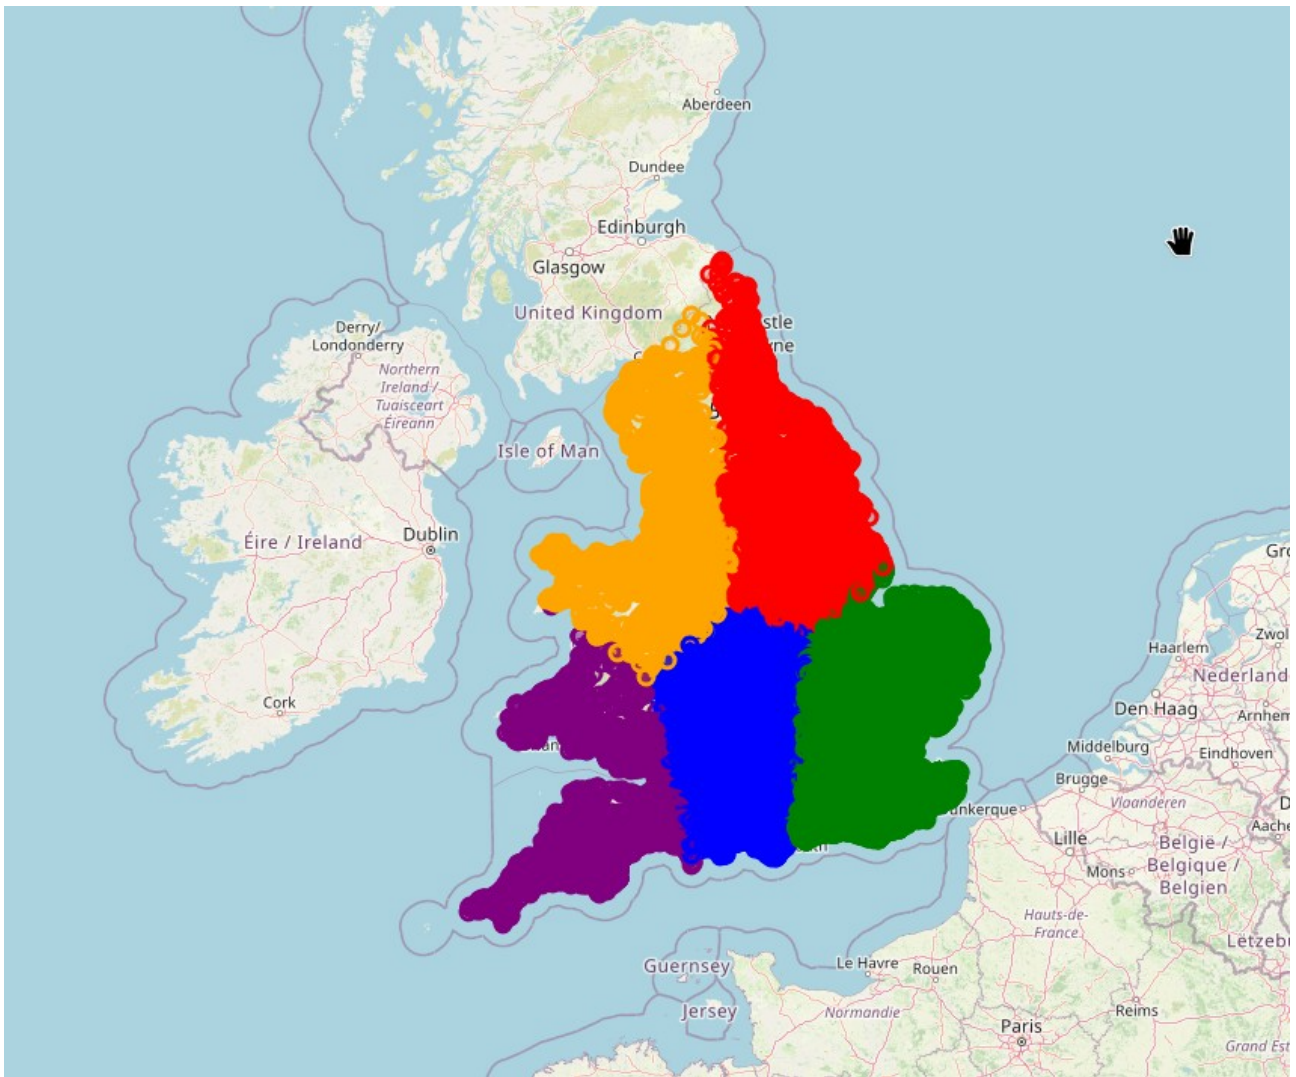 Aberdeen
Dundee
Edinburgh
Glasgow
United Kingdom
Derry/
Londonderry
Northern
Ireland /
Tuaisceart
Éireann
Isle of Man
Dublin
Éire / Ireland
Cork
Haarlem
Nederland
Den Haag
Middelburg
Eindhoven
Brugge
Vlaanderen
Lille
België /
Belgique /
Belgien
Mons
Hauts-de-
France
Guernsey
Le Havre
Rouen
Jersey
Normandie
Reims
Paris